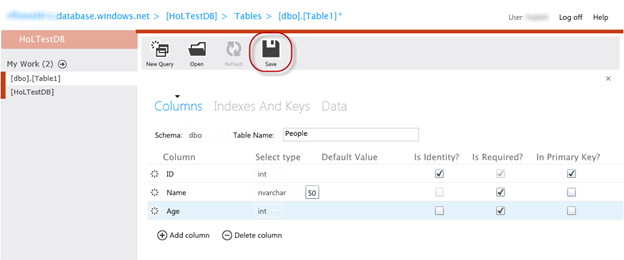 database.windows.net > [HoLTestDB] > Tables > [dbo].[Table1]*
User: Log off Help
HoLTestDB
My Work (2)
[dbo].[Table1]
[HoLTestDB]
New Query Open Refresh Save
Columns Indexes And Keys Data
Schema: dbo Table Name: People
Column Select type Default Value Is Identity? Is Required? In Primary Key?
ID int
Name nvarchar 50
Age int
Add column Delete column